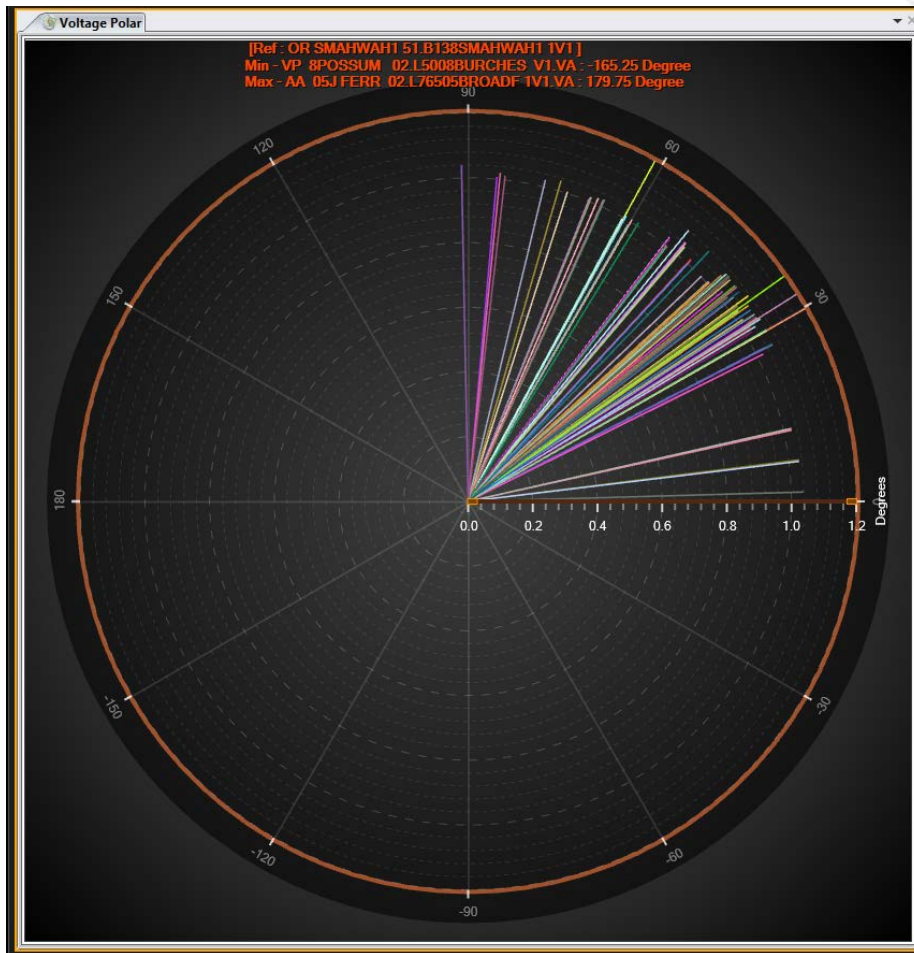 Voltage Polar
[Ref : OR SMAHWAH1 51.B138SMAHWAH1 1V1 ]
Min - VP 8POSSUM 02.L5008BURCHES V1.VA : -165.25 Degree
Max - AA 05J FERR 02.L76505BROADF 1V1.VA : 179.75 Degree
90
120
60
150
30
180
0
0.0 0.2 0.4 0.6 0.8 1.0 1.2
Degrees
-150
-30
-120
-60
-90